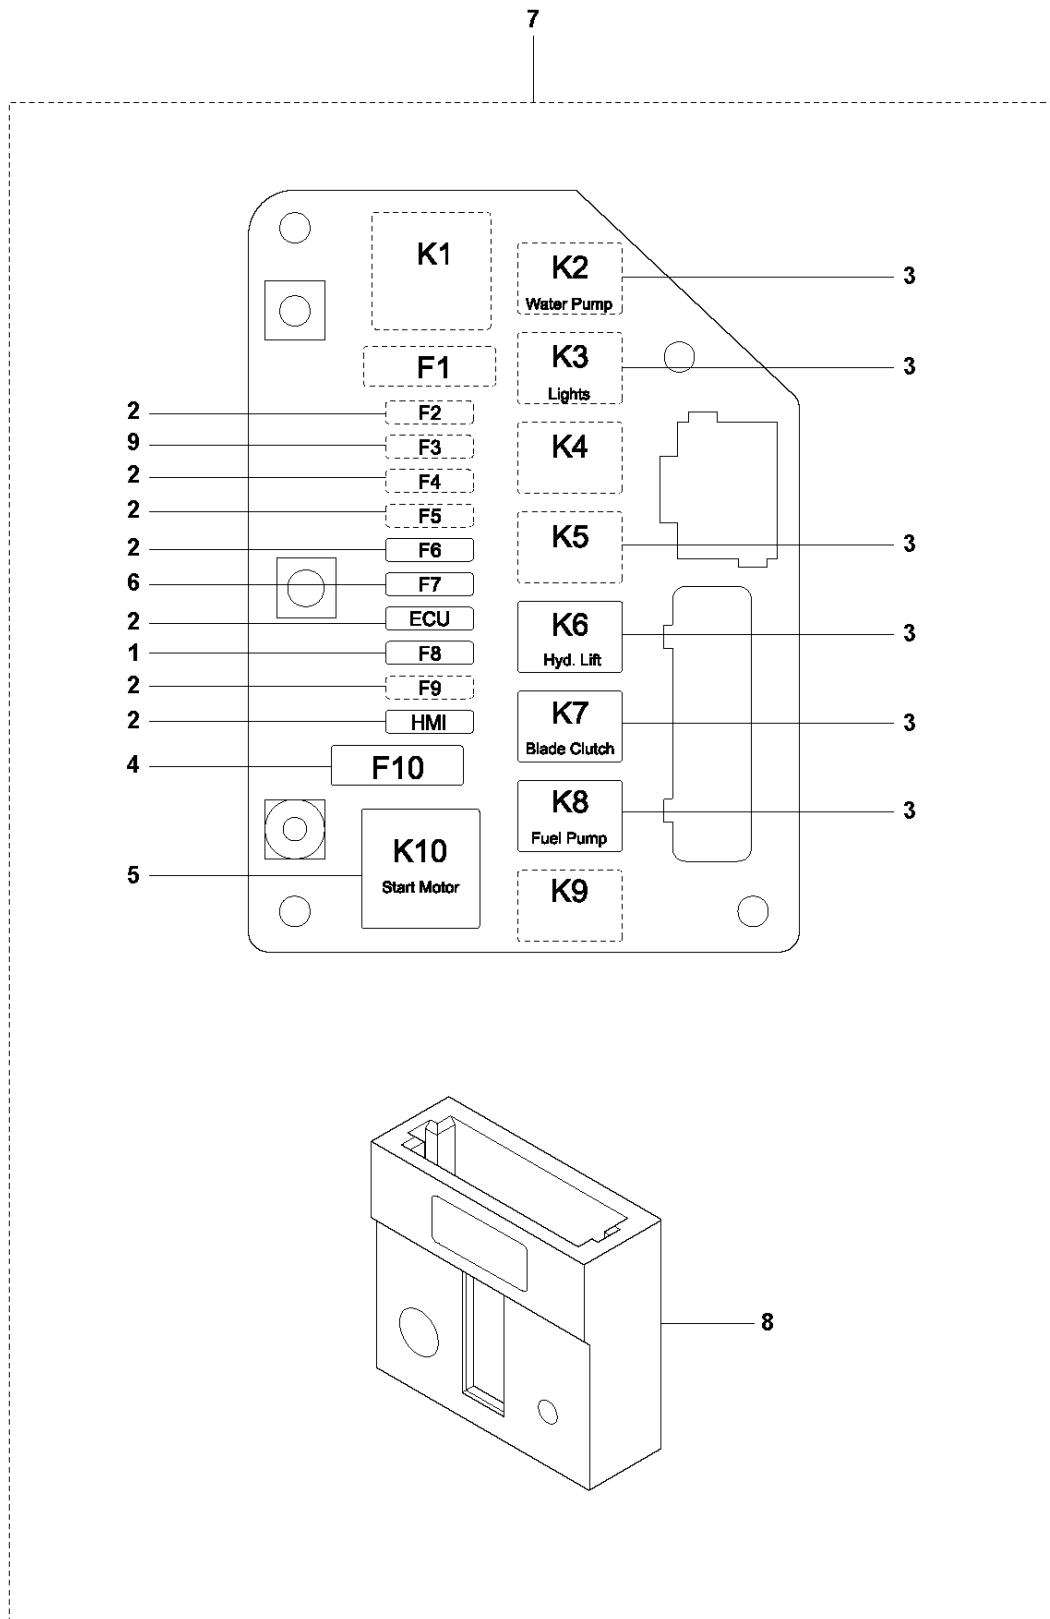 7
K1
K2
Water Pump
3
F1
K3
Lights
3
2
F2
9
F3
K4
2
F4
2
F5
K5
3
2
F6
6
F7
2
ECU
K6
Hyd. Lift
3
1
F8
2
F9
2
HMI
K7
Blade Clutch
3
4
F10
K8
Fuel Pump
3
5
K10
Start Motor
K9
8